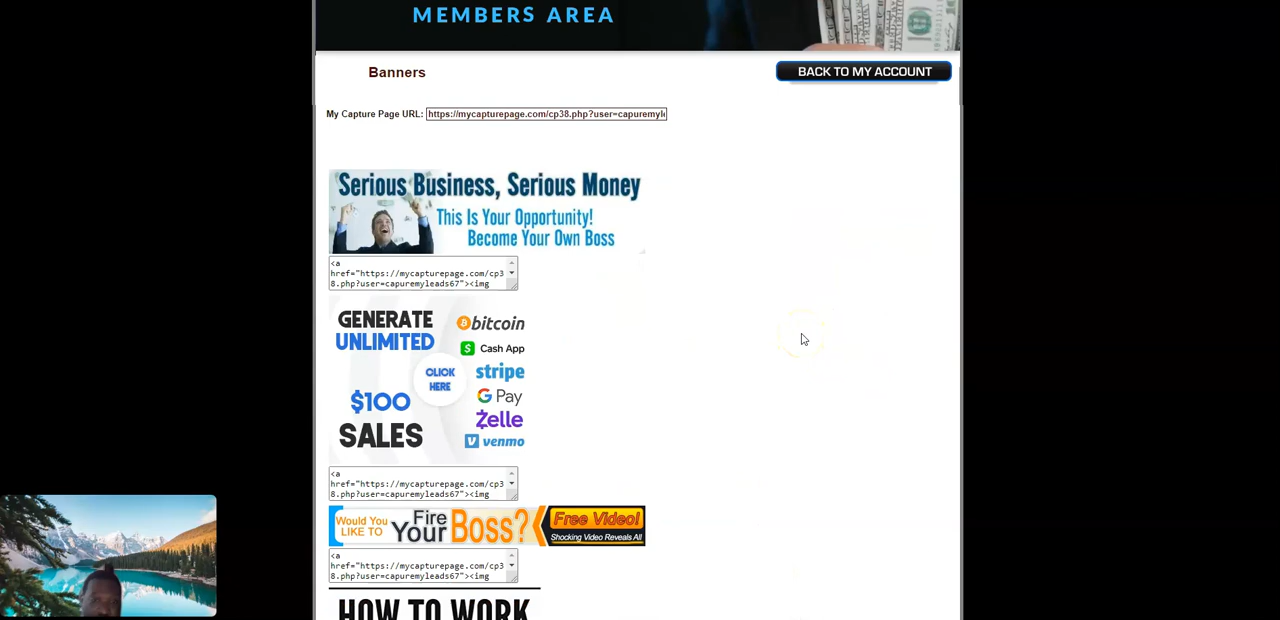 MEMBERS AREA
Banners
BACK TO MY ACCOUNT
My Capture Page URL: https://mycapturepage.com/cp38.php?user=capuremyle
Serious Business, Serious Money
This Is Your Opportunity!
Become Your Own Boss
<a
href="https://mycapturepage.com/cp3
8.php?user=capuremyleads67"><img
GENERATE
UNLIMITED
$100
SALES
CLICK
HERE
bitcoin
Cash App
stripe
G Pay
Zelle
venmo
<a
href="https://mycapturepage.com/cp3
8.php?user=capuremyleads67"><img
Would You
LIKE TO
Fire
Your Boss?
Free Video!
Shocking Video Reveals All
<a
href="https://mycapturepage.com/cp3
8.php?user=capuremyleads67"><img
HOW TO WORK